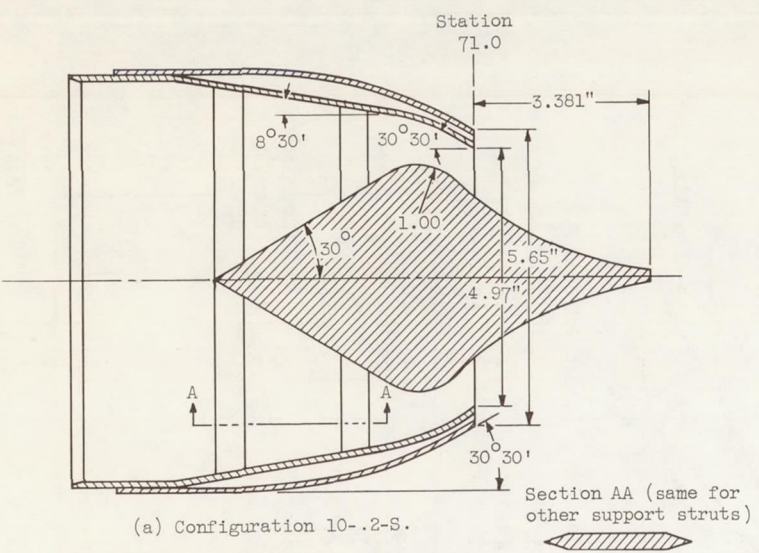 Station
71.0
3.381"
8°30'
30°30'
1.00
30°
5.65"
4.97"
A
A
30°30'
Section AA (same for
other support struts)
(a) Configuration 10-.2-S.